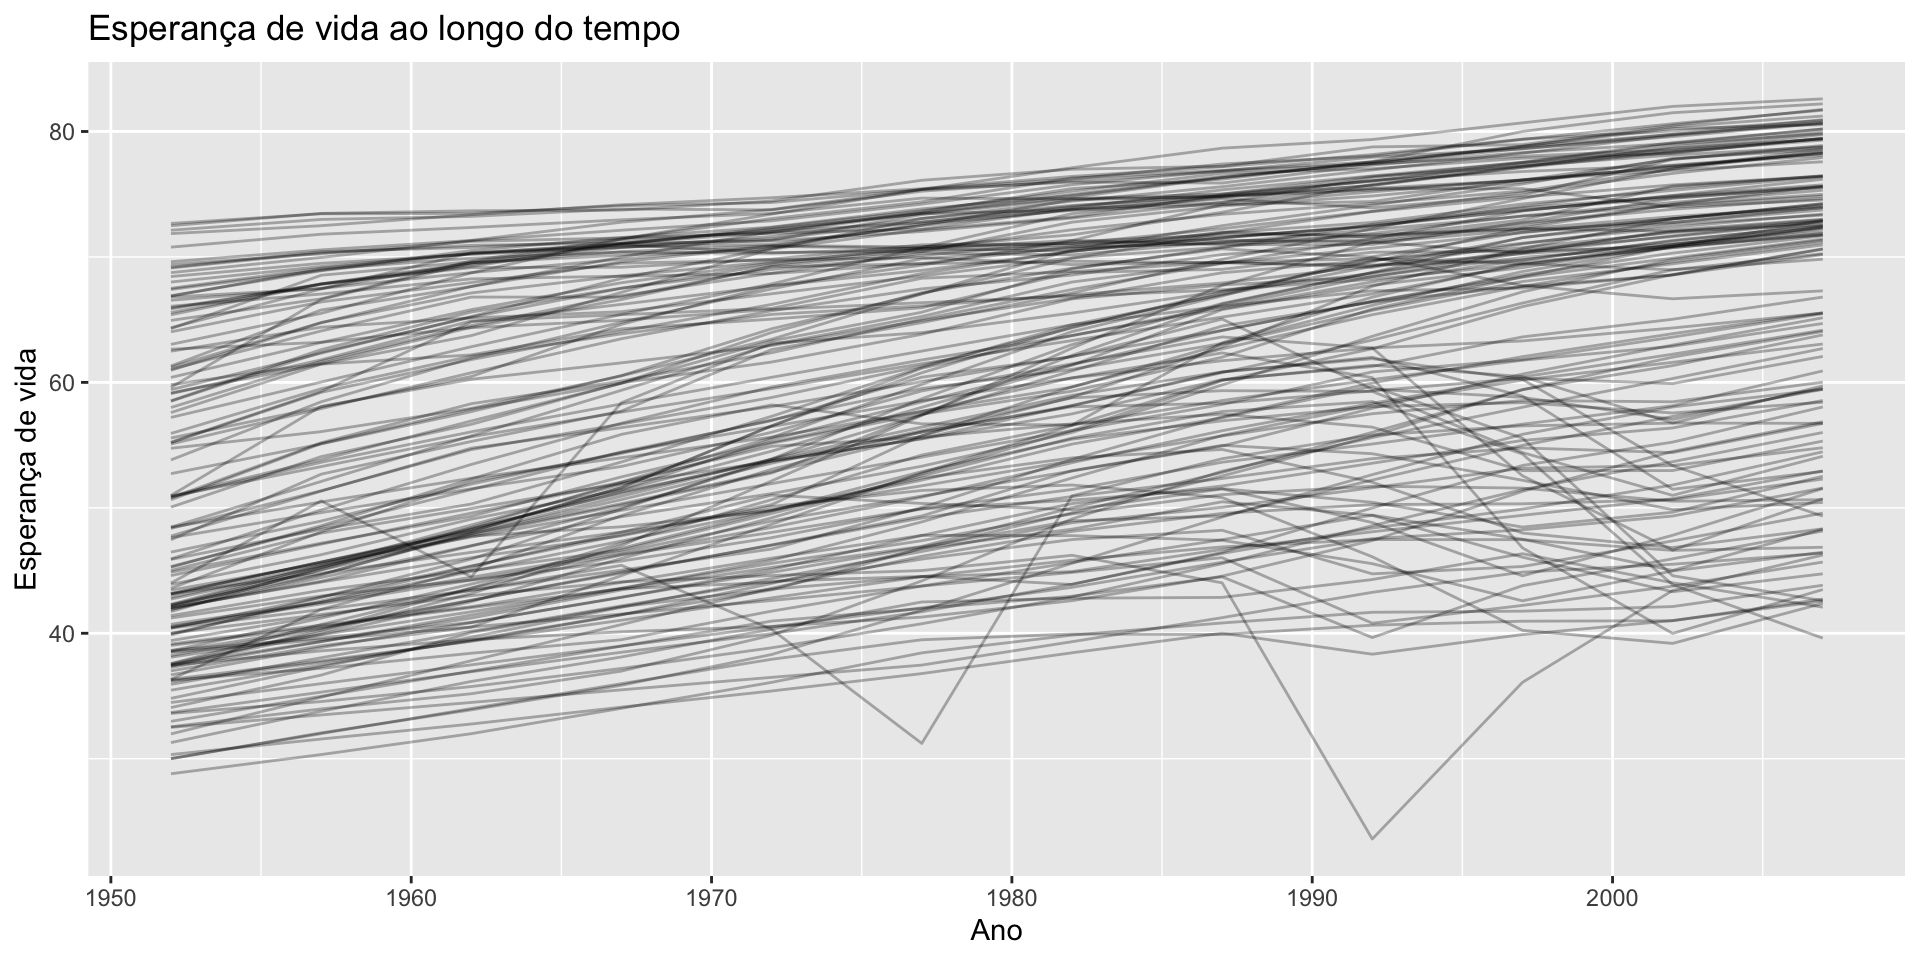 Esperança de vida ao longo do tempo
Esperança de vida
80
60
40
1950 1960 1970 1980 1990 2000
Ano